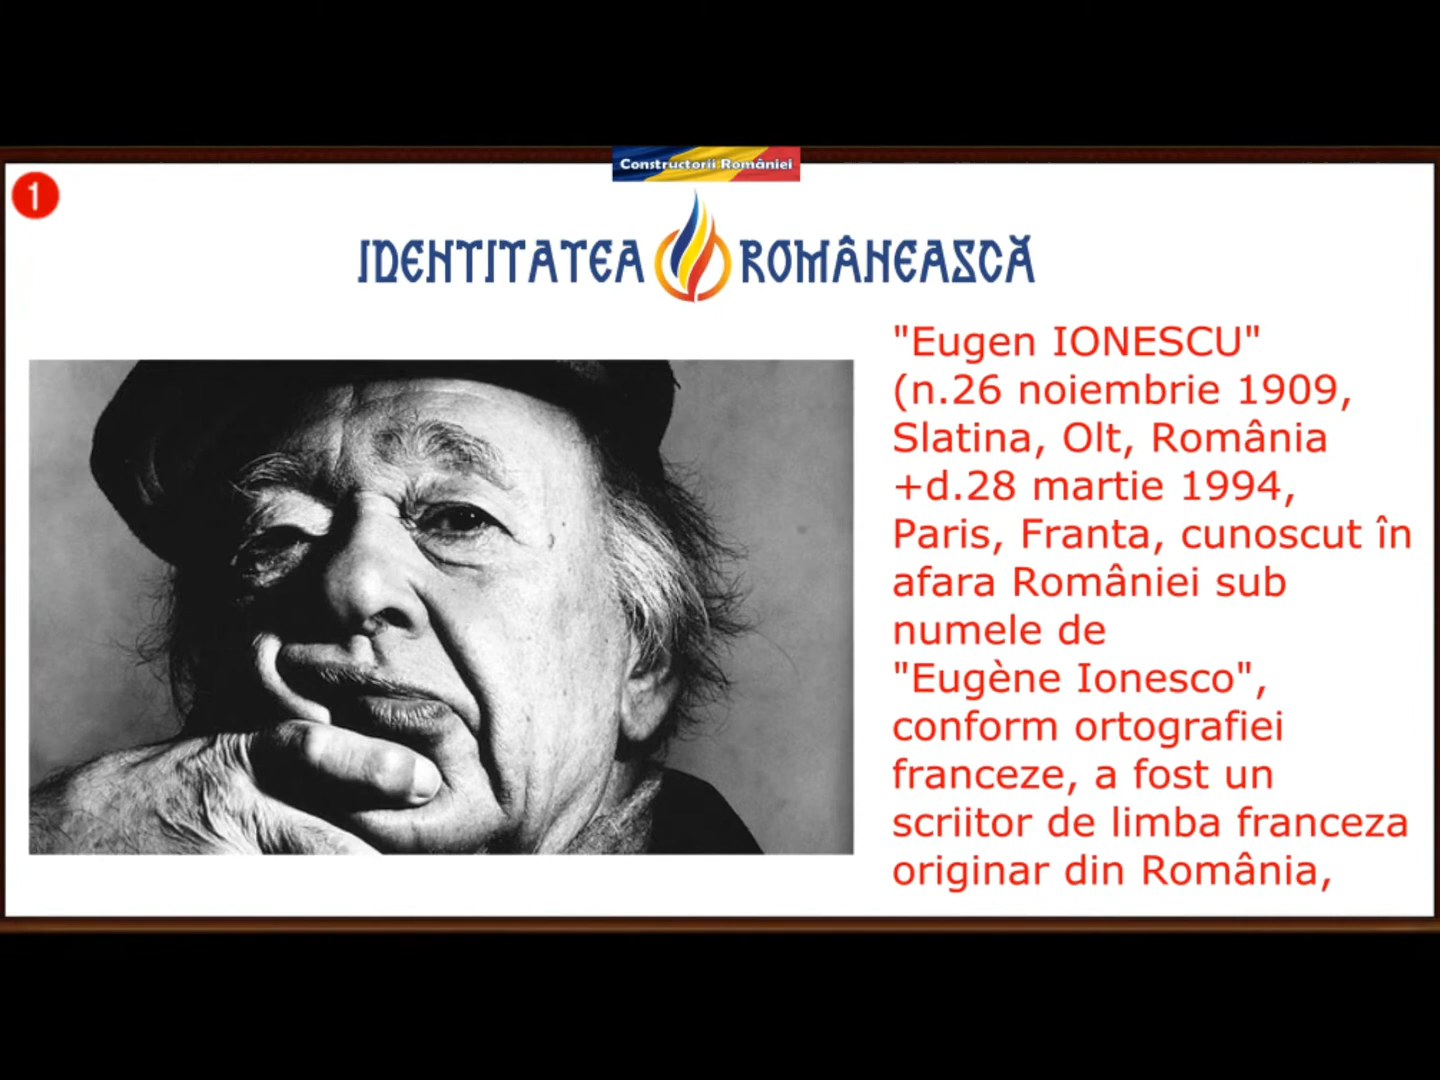 Constructorii României
1
IDENTITATEA ROMÂNEASCĂ
"Eugen IONESCU"
(n.26 noiembrie 1909,
Slatina, Olt, România
+d.28 martie 1994,
Paris, Franta, cunoscut în
afara României sub
numele de
"Eugène Ionesco",
conform ortografiei
franceze, a fost un
scriitor de limba franceza
originar din România,